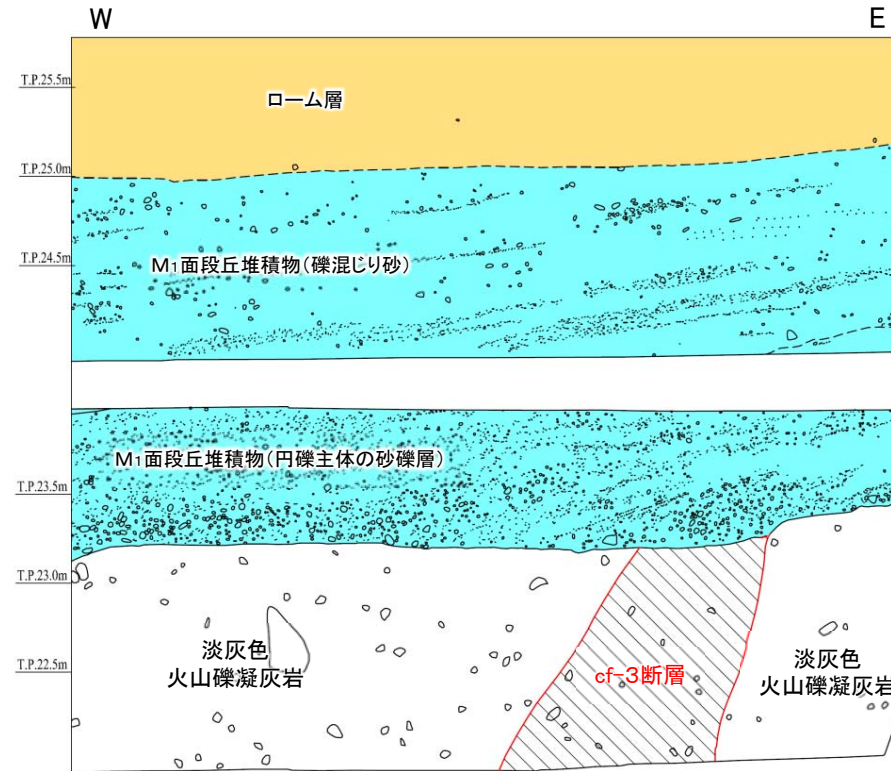 W
E
T.P.25.5m
ローム層
T.P.25.0m
T.P.24.5m
M1面段丘堆積物(礫混じり砂)
M1面段丘堆積物(円礫主体の砂礫層)
T.P.23.5m
T.P.23.0m
淡灰色
火山礫凝灰岩
cf-3断層
淡灰色
火山礫凝灰岩
T.P.22.5m